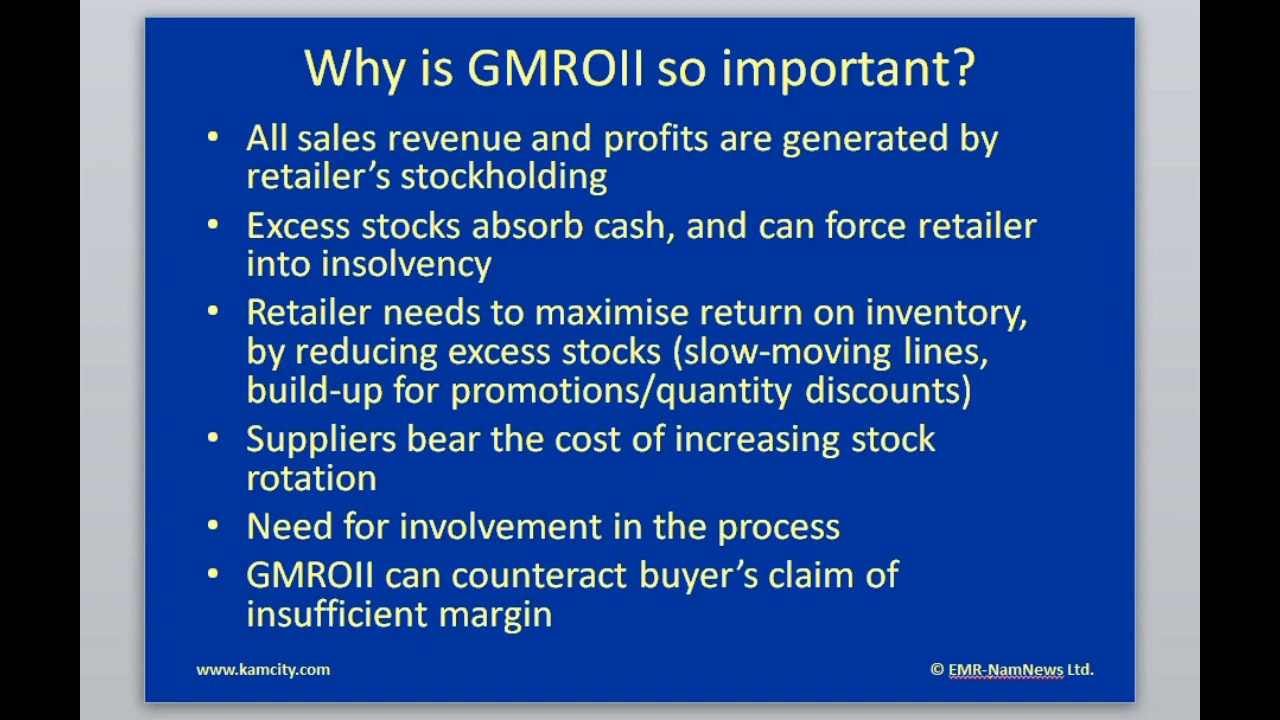 Why is GMROII so important?
• All sales revenue and profits are generated by
retailer’s stockholding
• Excess stocks absorb cash, and can force retailer
into insolvency
• Retailer needs to maximise return on inventory,
by reducing excess stocks (slow-moving lines,
build-up for promotions/quantity discounts)
• Suppliers bear the cost of increasing stock
rotation
• Need for involvement in the process
• GMROII can counteract buyer’s claim of
insufficient margin
www.kamcity.com
© EMR-NamNews Ltd.